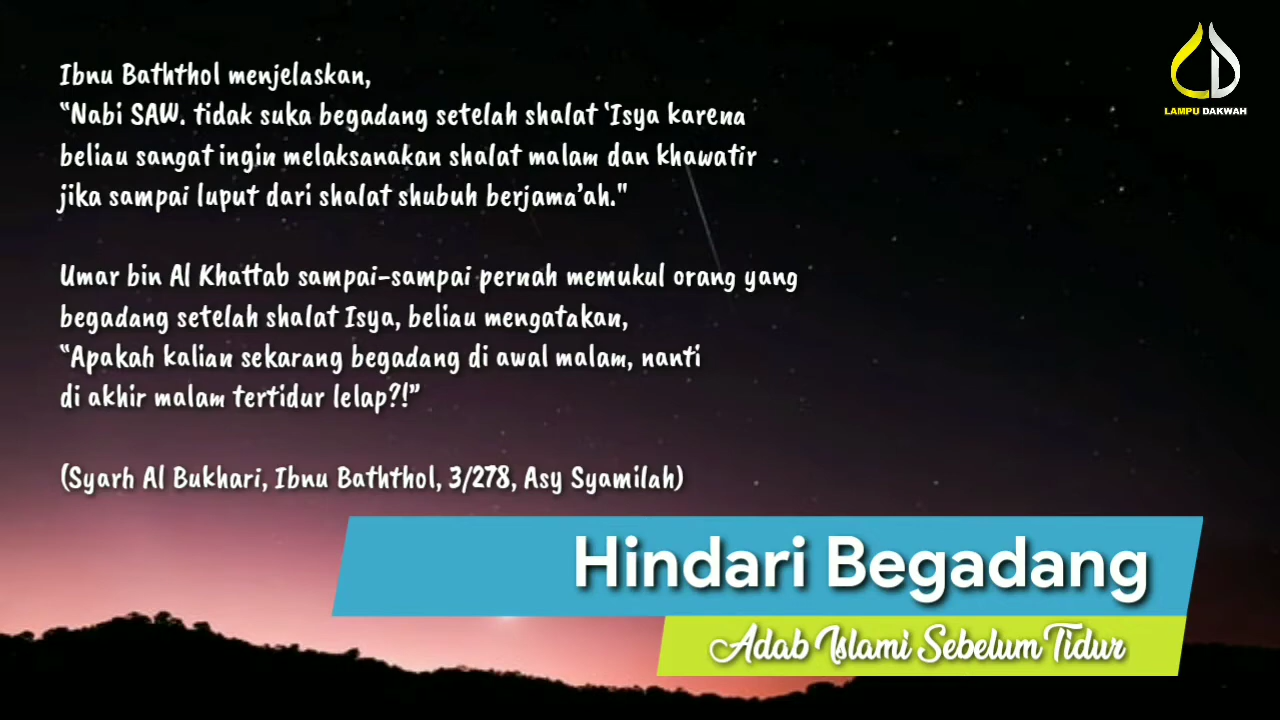 Ibnu Baththol menjelaskan,
"Nabi SAW. tidak suka begadang setelah shalat 'Isya karena
beliau sangat ingin melaksanakan shalat malam dan khawatir
jika sampai luput dari shalat shubuh berjama'ah."
Umar bin Al Khattab sampai-sampai pernah memukul orang yang
begadang setelah shalat Isya, beliau mengatakan,
"Apakah kalian sekarang begadang di awal malam, nanti
di akhir malam tertidur lelap?!"
(Syarh Al Bukhari, Ibnu Baththol, 3/278, Asy Syamilah)
LAMPU DAKWAH
Hindari Begadang
Adab Islami Sebelum Tidur